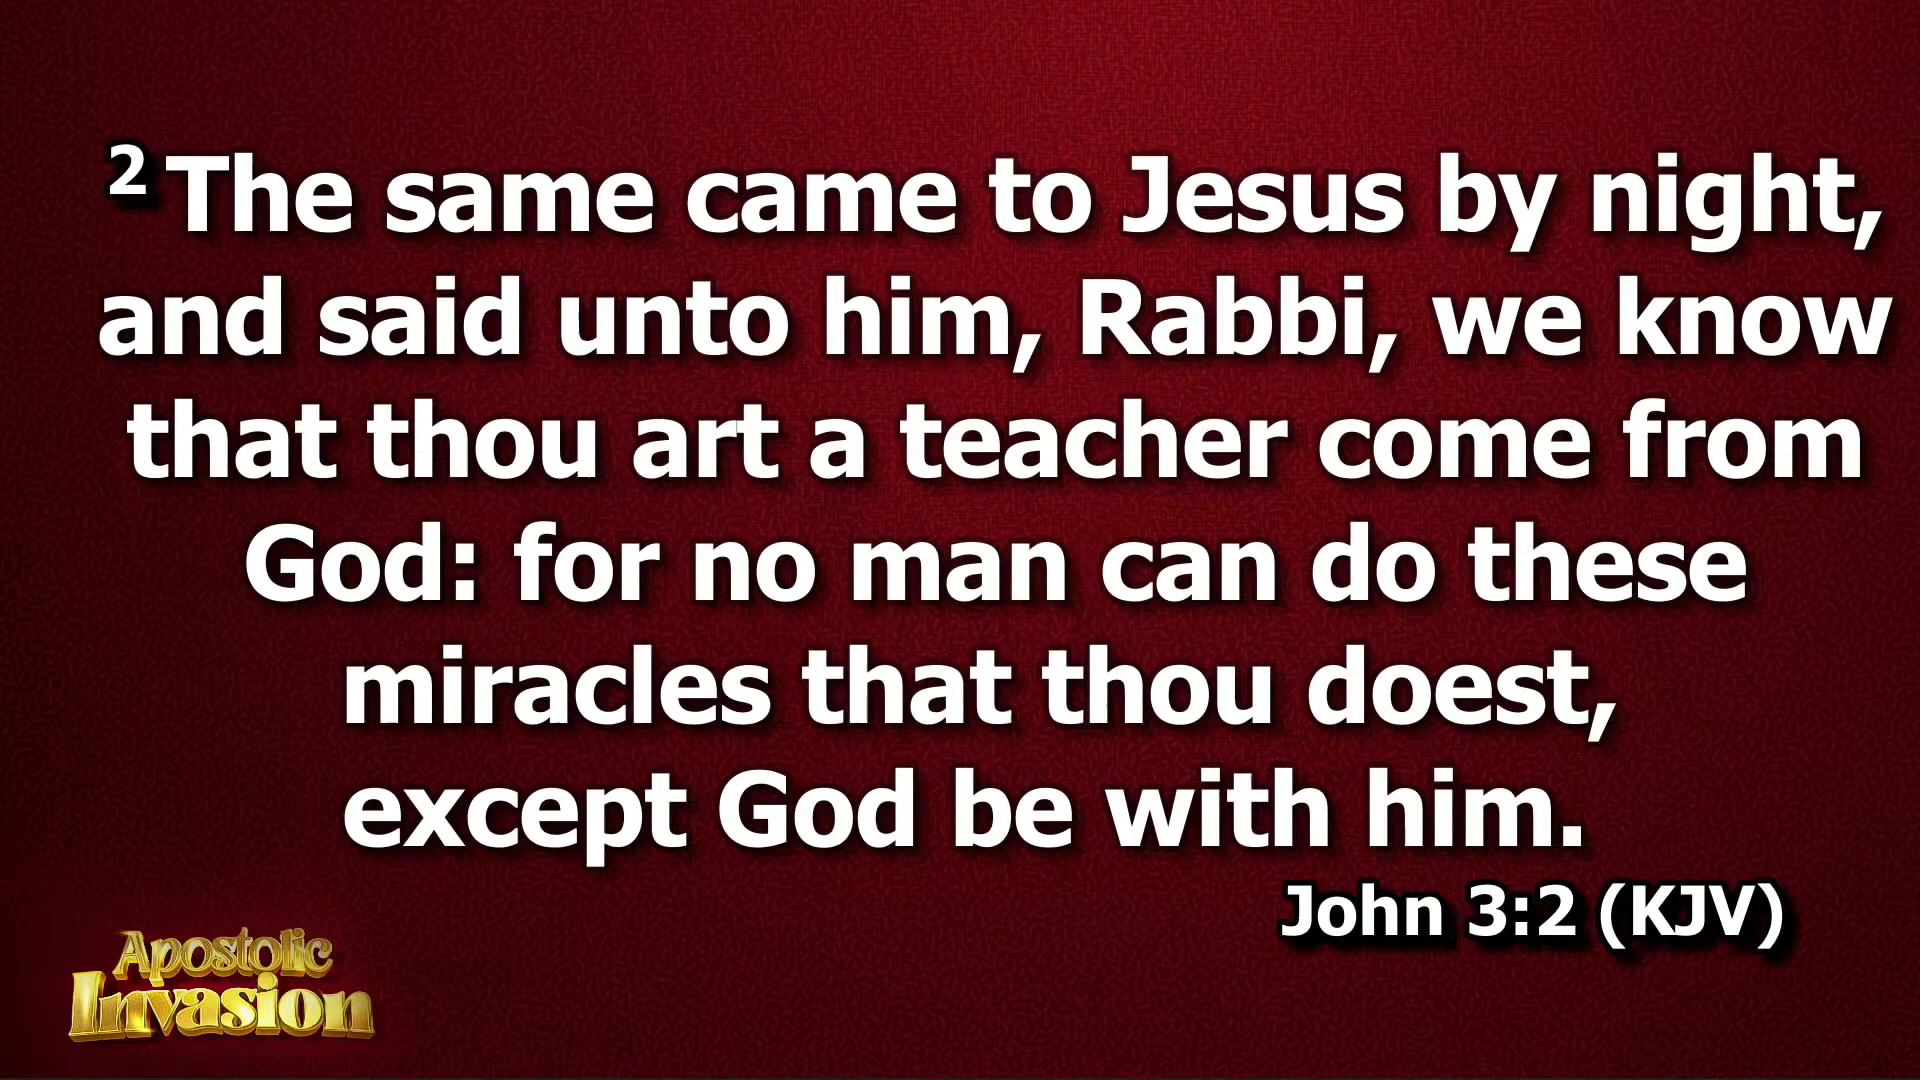 2 The same came to Jesus by night,
and said unto him, Rabbi, we know
that thou art a teacher come from
God: for no man can do these
miracles that thou doest,
except God be with him.
John 3:2 (KJV)
Apostolic
Invasion